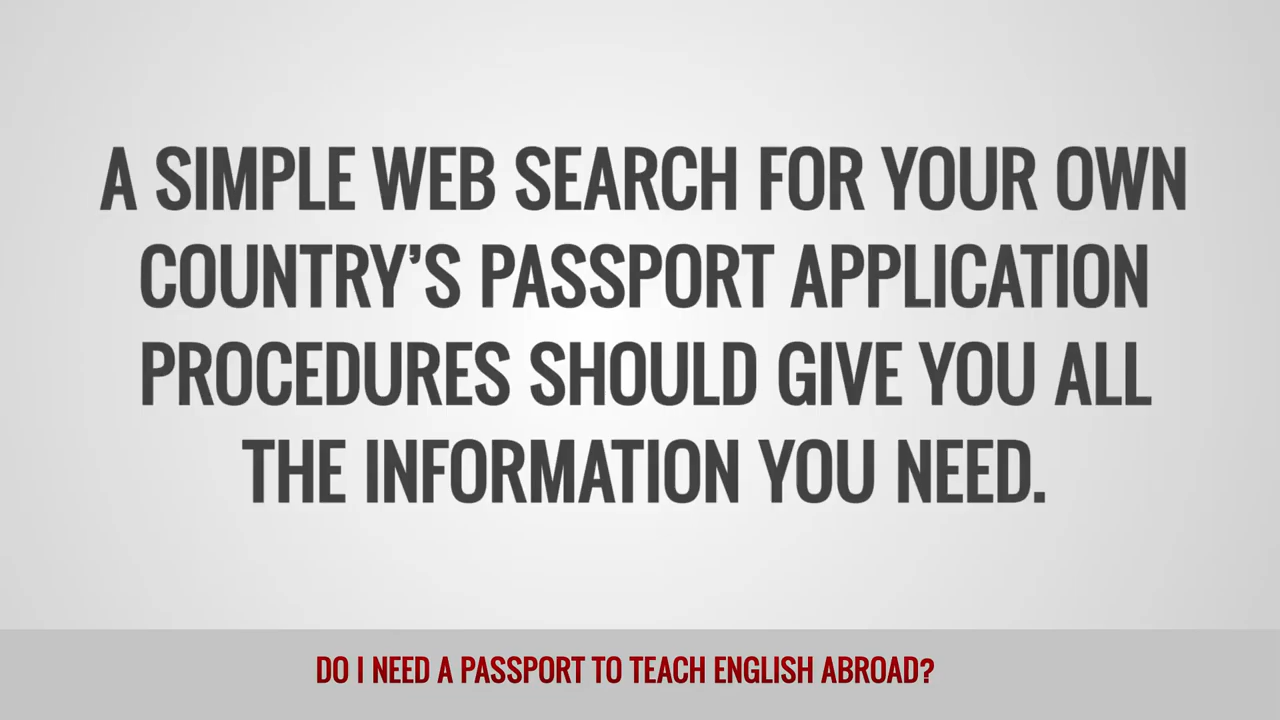 A SIMPLE WEB SEARCH FOR YOUR OWN
COUNTRY’S PASSPORT APPLICATION
PROCEDURES SHOULD GIVE YOU ALL
THE INFORMATION YOU NEED.
DO I NEED A PASSPORT TO TEACH ENGLISH ABROAD?